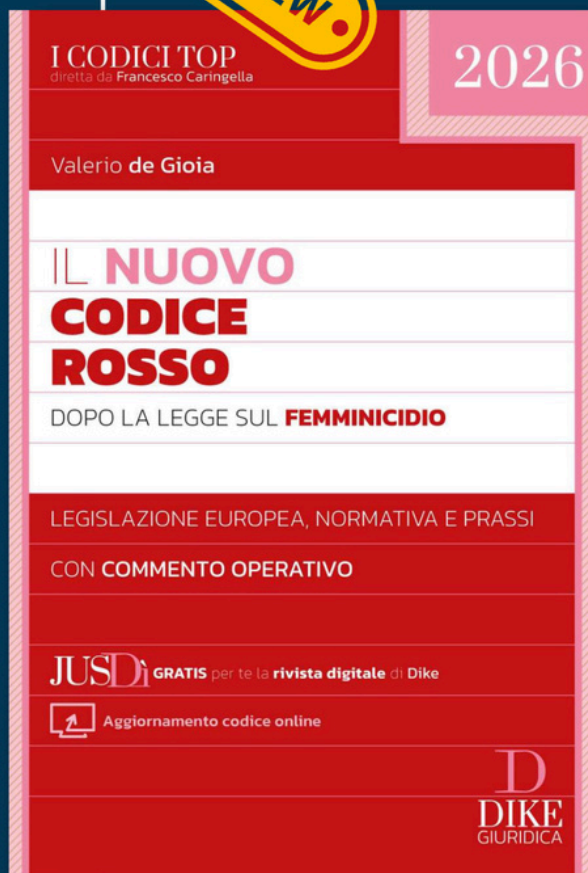 NEW
I CODICI TOP
diretta da Francesco Caringella
2026
Valerio de Gioia
IL NUOVO
CODICE
ROSSO
DOPO LA LEGGE SUL FEMMINICIDIO
LEGISLAZIONE EUROPEA, NORMATIVA E PRASSI
CON COMMENTO OPERATIVO
JUSDì GRATIS per te la rivista digitale di Dike
Aggiornamento codice online
D
DIKE
GIURIDICA